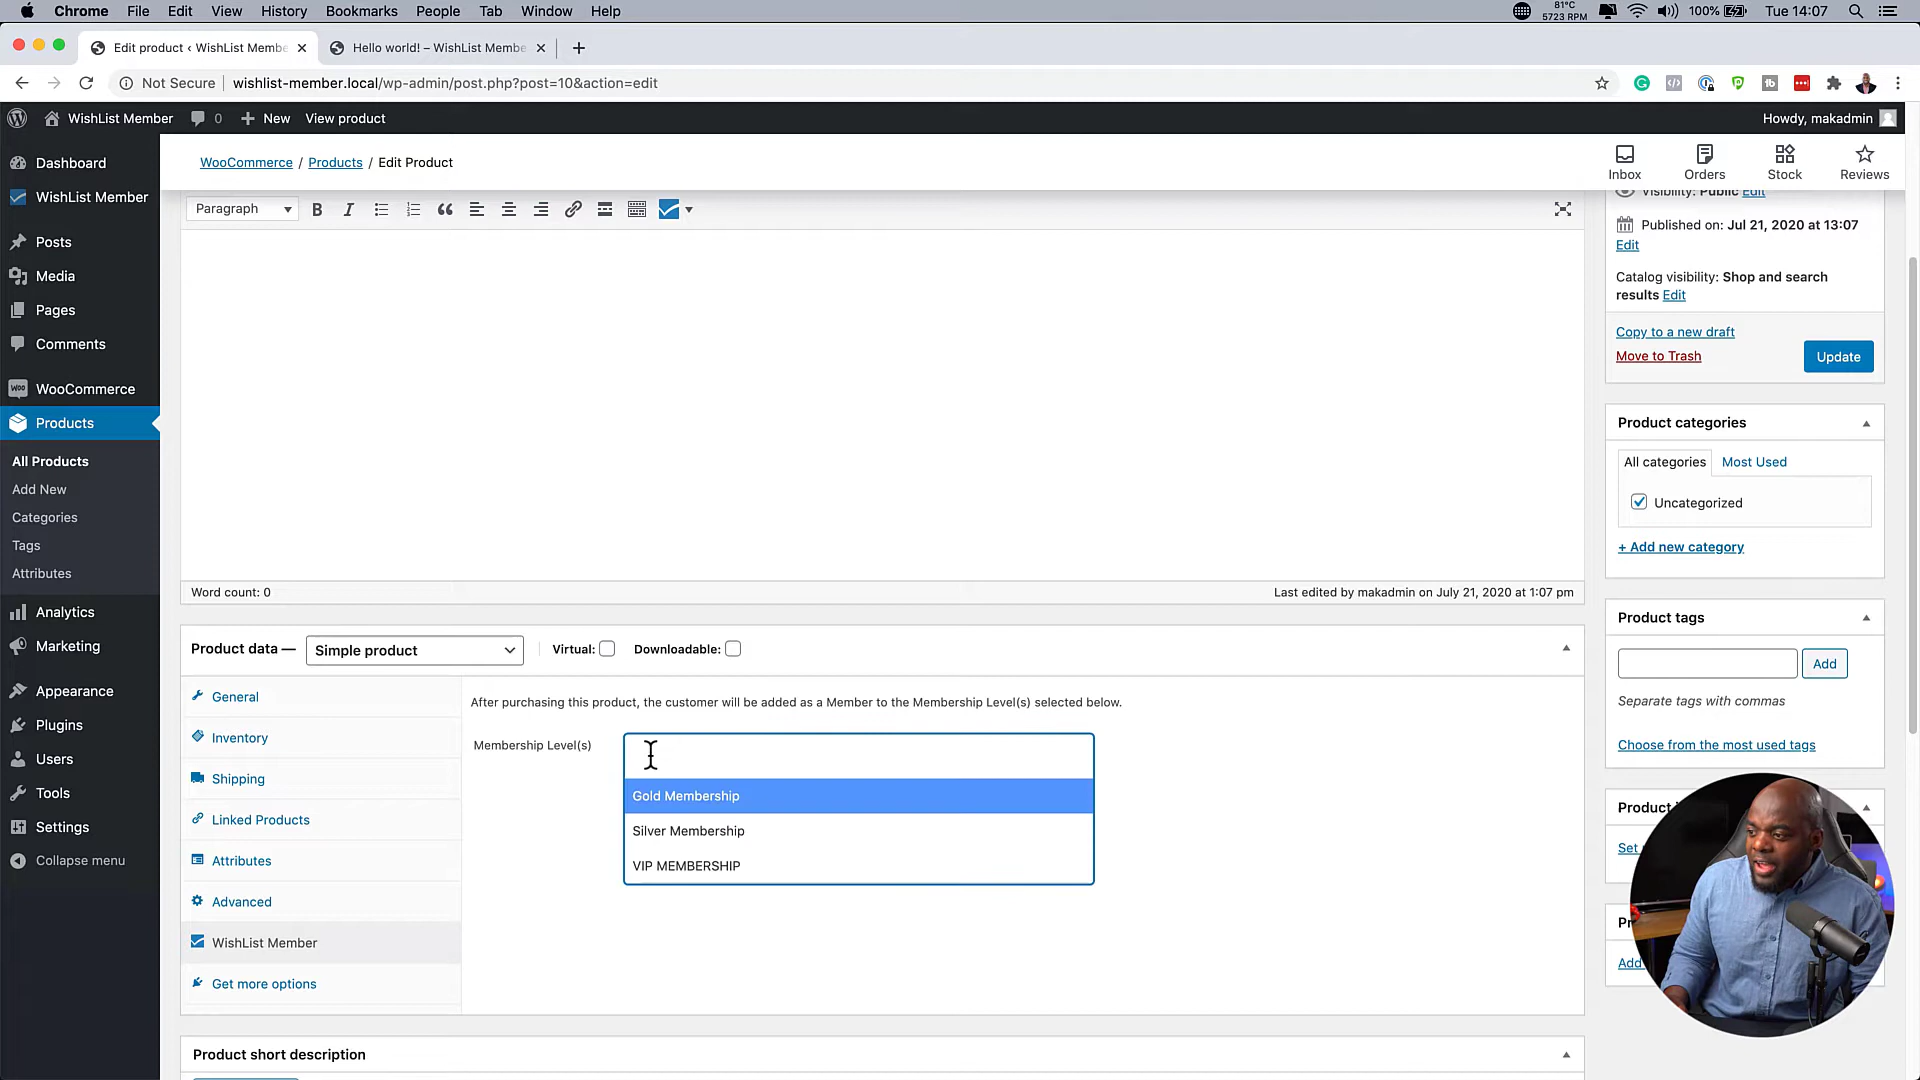 Chrome File Edit View History Bookmarks People Tab Window Help
81°C
5723 RPM
100% Tue 14:07
Edit product ‹ WishList Membe
Hello world! – WishList Membe
Not Secure wishlist-member.local/wp-admin/post.php?post=10&action=edit
WishList Member 0 New View product
Howdy, makadmin
Dashboard
WishList Member
Posts
Media
Pages
Comments
WooCommerce
Products
All Products
Add New
Categories
Tags
Attributes
Analytics
Marketing
Appearance
Plugins
Users
Tools
Settings
Collapse menu
WooCommerce / Products / Edit Product
Inbox Orders Stock Reviews
Paragraph
Word count: 0
Last edited by makadmin on July 21, 2020 at 1:07 pm
Product data — Simple product Virtual: Downloadable:
General
Inventory
Shipping
Linked Products
Attributes
Advanced
WishList Member
Get more options
After purchasing this product, the customer will be added as a Member to the Membership Level(s) selected below.
Membership Level(s)
Gold Membership
Silver Membership
VIP MEMBERSHIP
Product short description
Visibility: Public Edit
Published on: Jul 21, 2020 at 13:07
Edit
Catalog visibility: Shop and search
results Edit
Copy to a new draft
Move to Trash
Update
Product categories
All categories Most Used
Uncategorized
+ Add new category
Product tags
Add
Separate tags with commas
Choose from the most used tags
Product
Set
Add